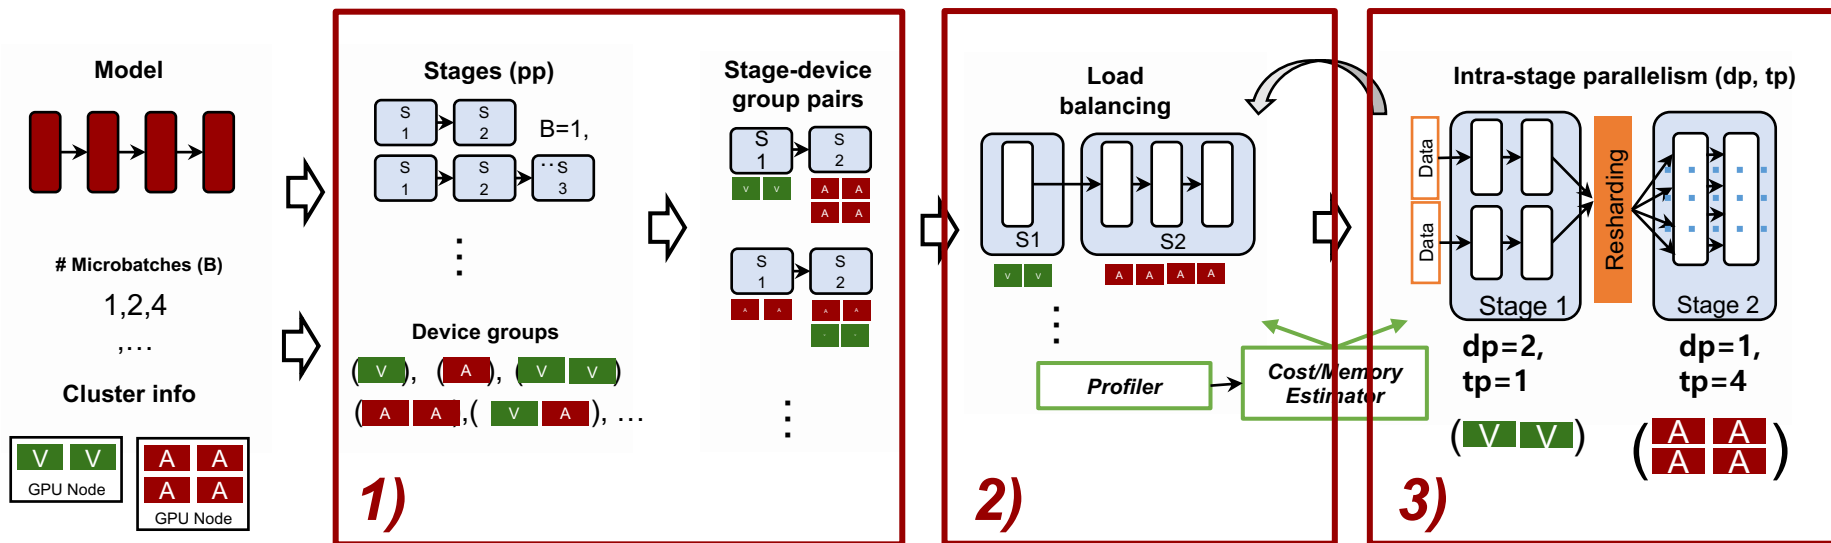 Model
# Microbatches (B)
1,2,4
,...
Cluster info
V V
GPU Node
A A
A A
GPU Node
Stages (pp)
S
1
S
2
B=1,
...
S
1
S
2
S
3
Device groups
(V), (A), (V V)
(A A),( V A), ...
1)
Stage-device
group pairs
S
1
S
2
V V
A A
A A
S
1
S
2
A A
A A
Load
balancing
S1
S2
V V
A A A A
Profiler
Cost/Memory
Estimator
2)
Intra-stage parallelism (dp, tp)
Data
Data
Stage 1
Resharding
Stage 2
dp=2,
tp=1
dp=1,
tp=4
(V V)
(A A
A A)
3)